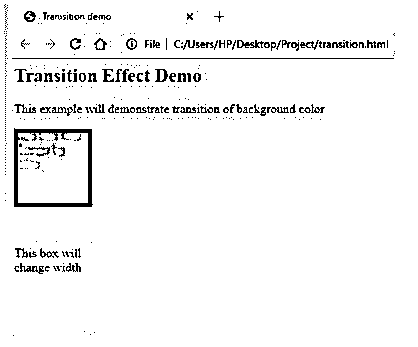 Transition demo
File | C:/Users/HP/Desktop/Project/transition.html
Transition Effect Demo
This example will demonstrate transition of background color
This box will
change width